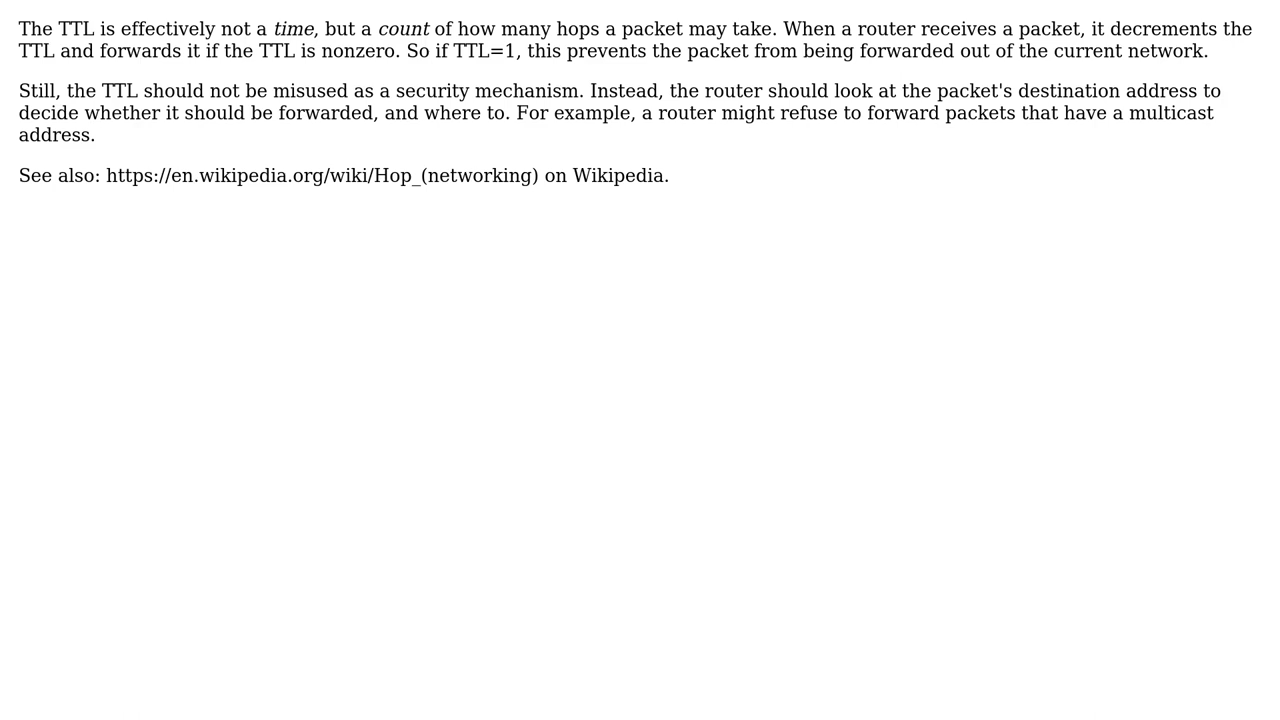 The TTL is effectively not a time, but a count of how many hops a packet may take. When a router receives a packet, it decrements the
TTL and forwards it if the TTL is nonzero. So if TTL=1, this prevents the packet from being forwarded out of the current network.
Still, the TTL should not be misused as a security mechanism. Instead, the router should look at the packet's destination address to
decide whether it should be forwarded, and where to. For example, a router might refuse to forward packets that have a multicast
address.
See also: https://en.wikipedia.org/wiki/Hop_(networking) on Wikipedia.